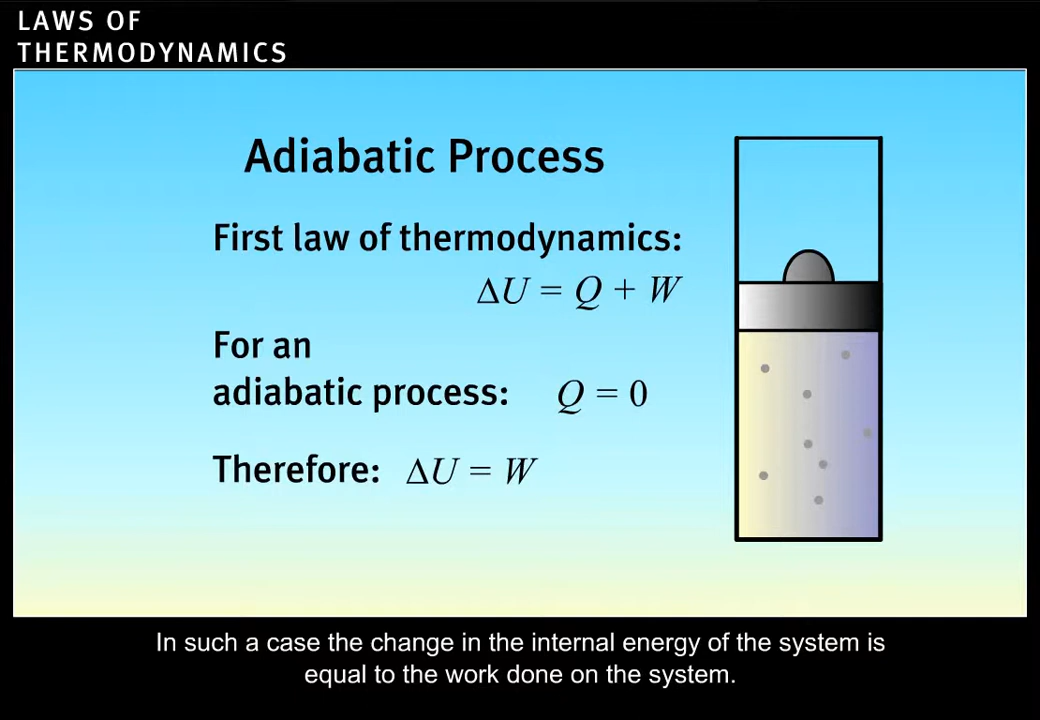 LAWS OF
THERMODYNAMICS
Adiabatic Process
First law of thermodynamics:
ΔU = Q + W
For an
adiabatic process: Q = 0
Therefore: ΔU = W
In such a case the change in the internal energy of the system is
equal to the work done on the system.